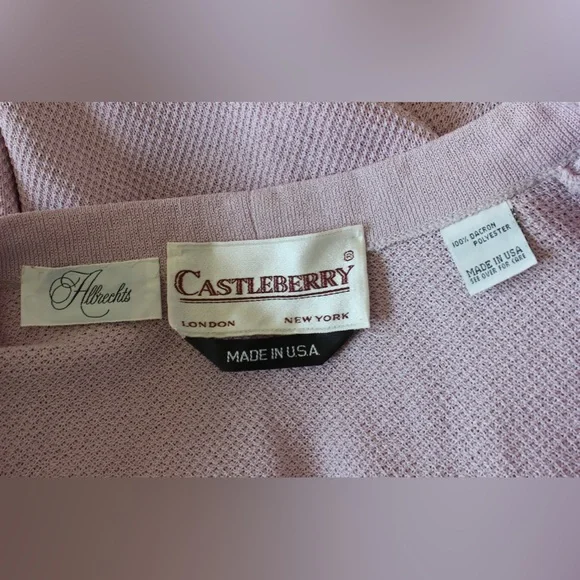 Albrechts
CASTLEBERRY ®
LONDON NEW YORK
MADE IN U.S.A
100% DACRON
POLYESTER
MADE IN USA
SEE OVER FOR CARE